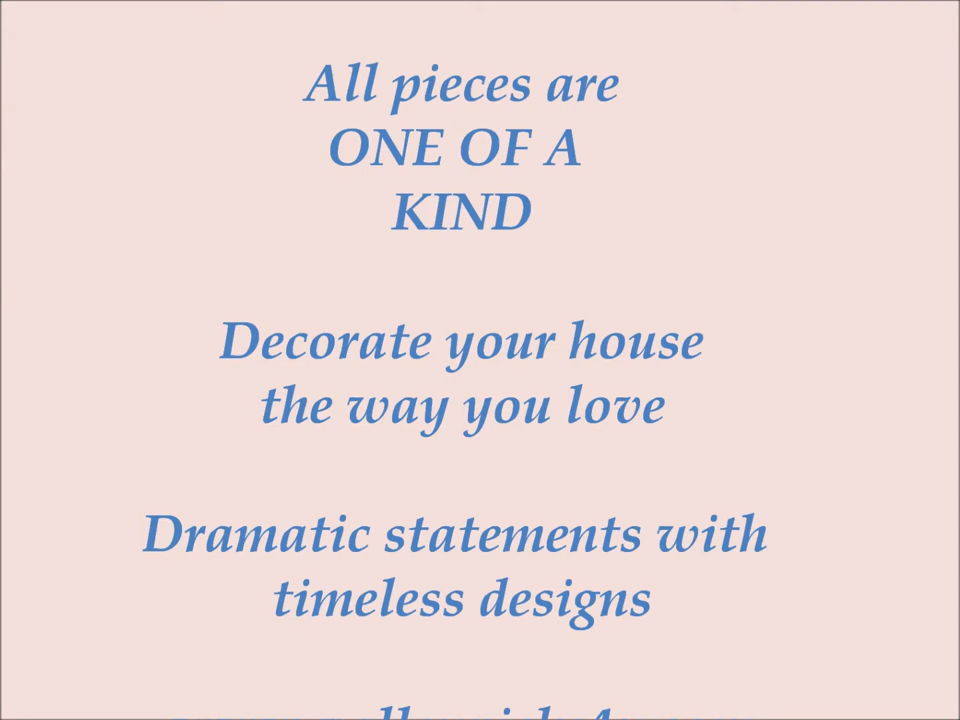 All pieces are
ONE OF A
KIND
Decorate your house
the way you love
Dramatic statements with
timeless designs